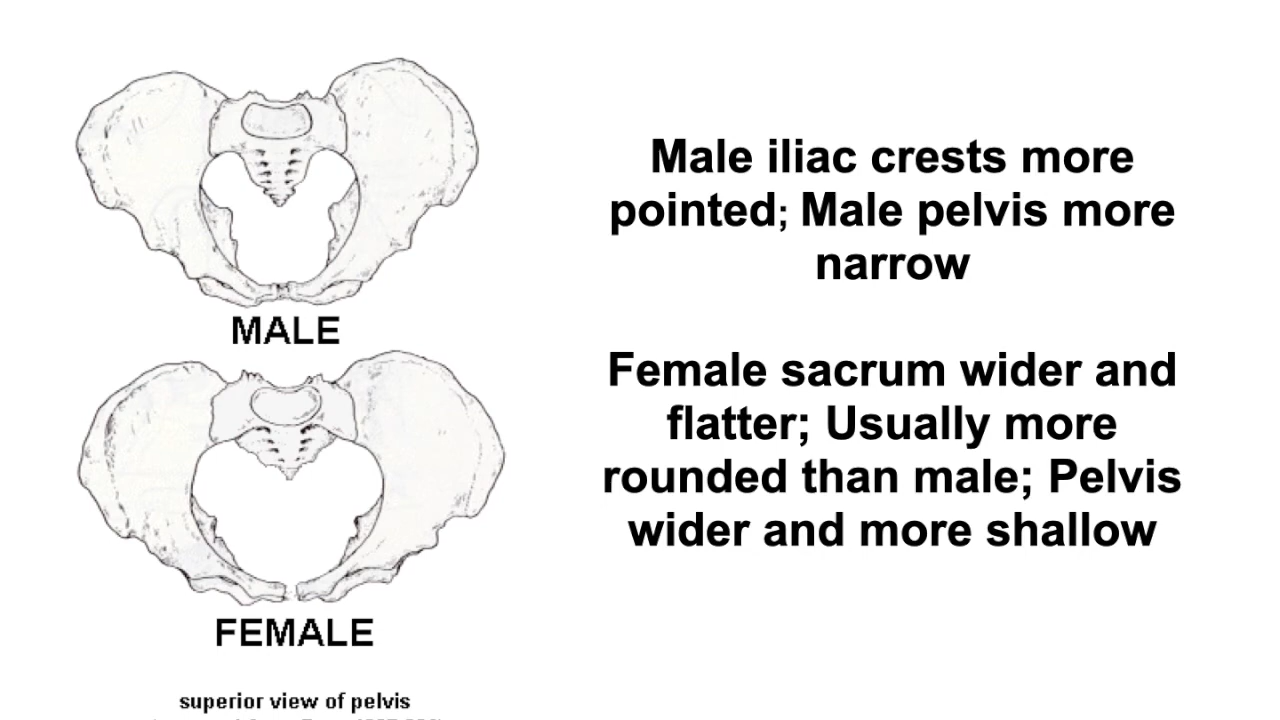 MALE
FEMALE
superior view of pelvis
Male iliac crests more
pointed; Male pelvis more
narrow
Female sacrum wider and
flatter; Usually more
rounded than male; Pelvis
wider and more shallow